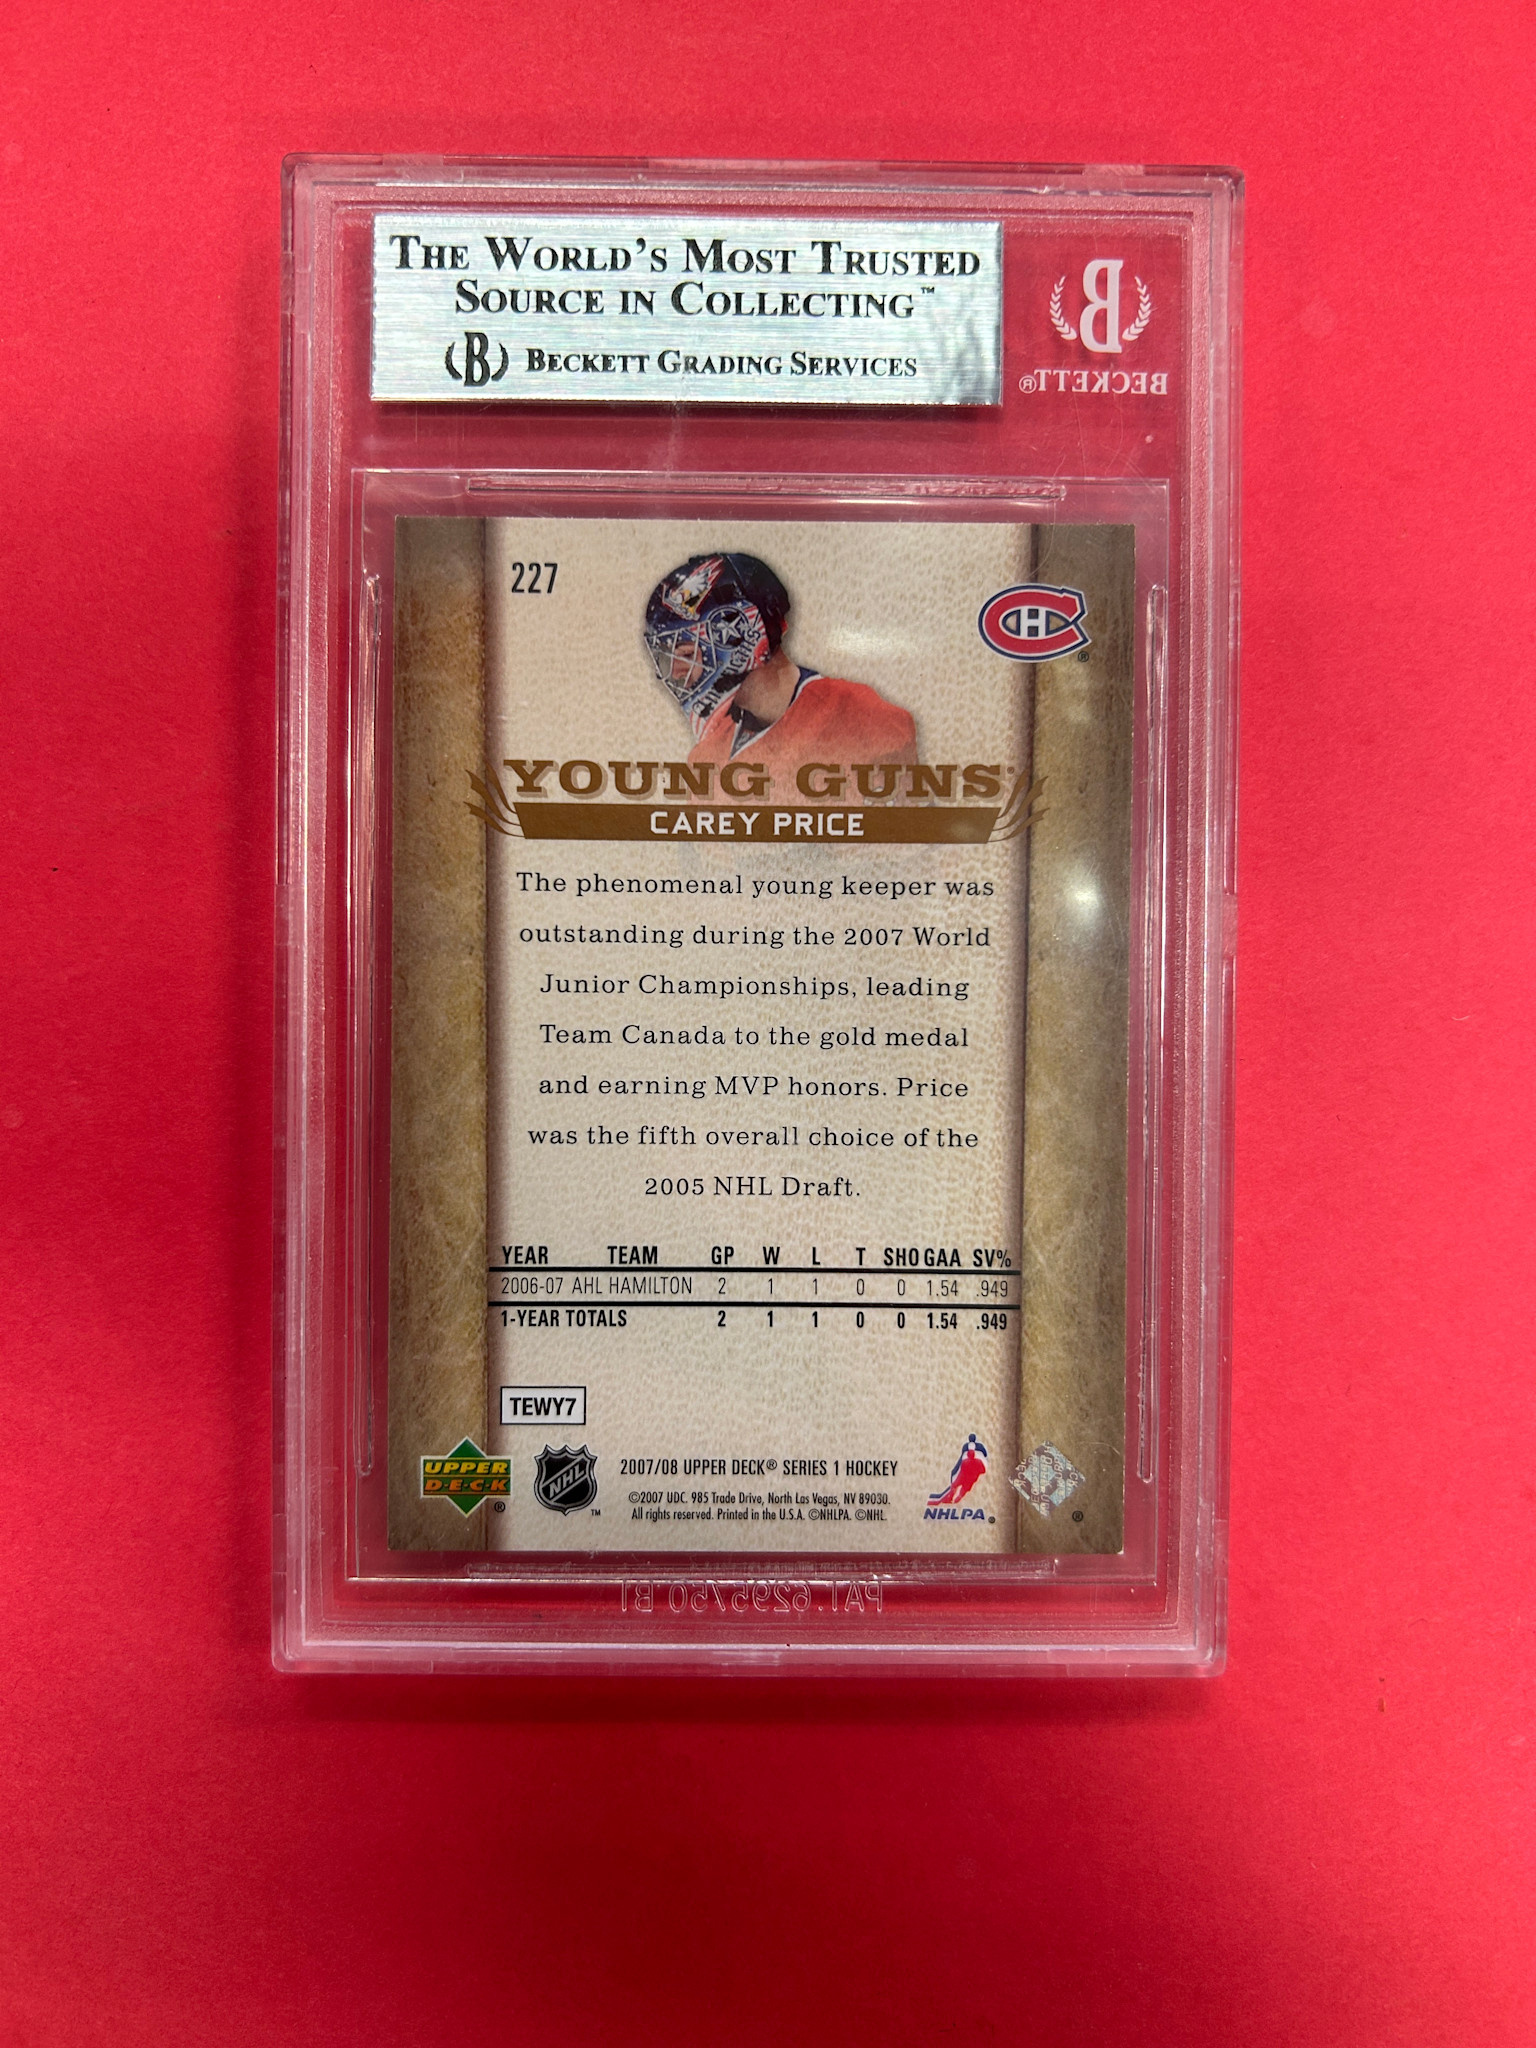 THE WORLD'S MOST TRUSTED
SOURCE IN COLLECTING™
B BECKETT GRADING SERVICES
B
BECKETT®
227
CH®
YOUNG GUNS®
CAREY PRICE
The phenomenal young keeper was
outstanding during the 2007 World
Junior Championships, leading
Team Canada to the gold medal
and earning MVP honors. Price
was the fifth overall choice of the
2005 NHL Draft.
YEAR TEAM GP W L T SHO GAA SV%
2006-07 AHL HAMILTON 2 1 1 0 0 1.54 .949
1-YEAR TOTALS 2 1 1 0 0 1.54 .949
TEWY7
UPPER
D·E·C·K®
NHL™
2007/08 UPPER DECK® SERIES 1 HOCKEY
©2007 UDC. 985 Trade Drive, North Las Vegas, NV 89030.
All rights reserved. Printed in the U.S.A. ©NHLPA. ©NHL.
NHLPA®
®
PAT. 6295750 B1